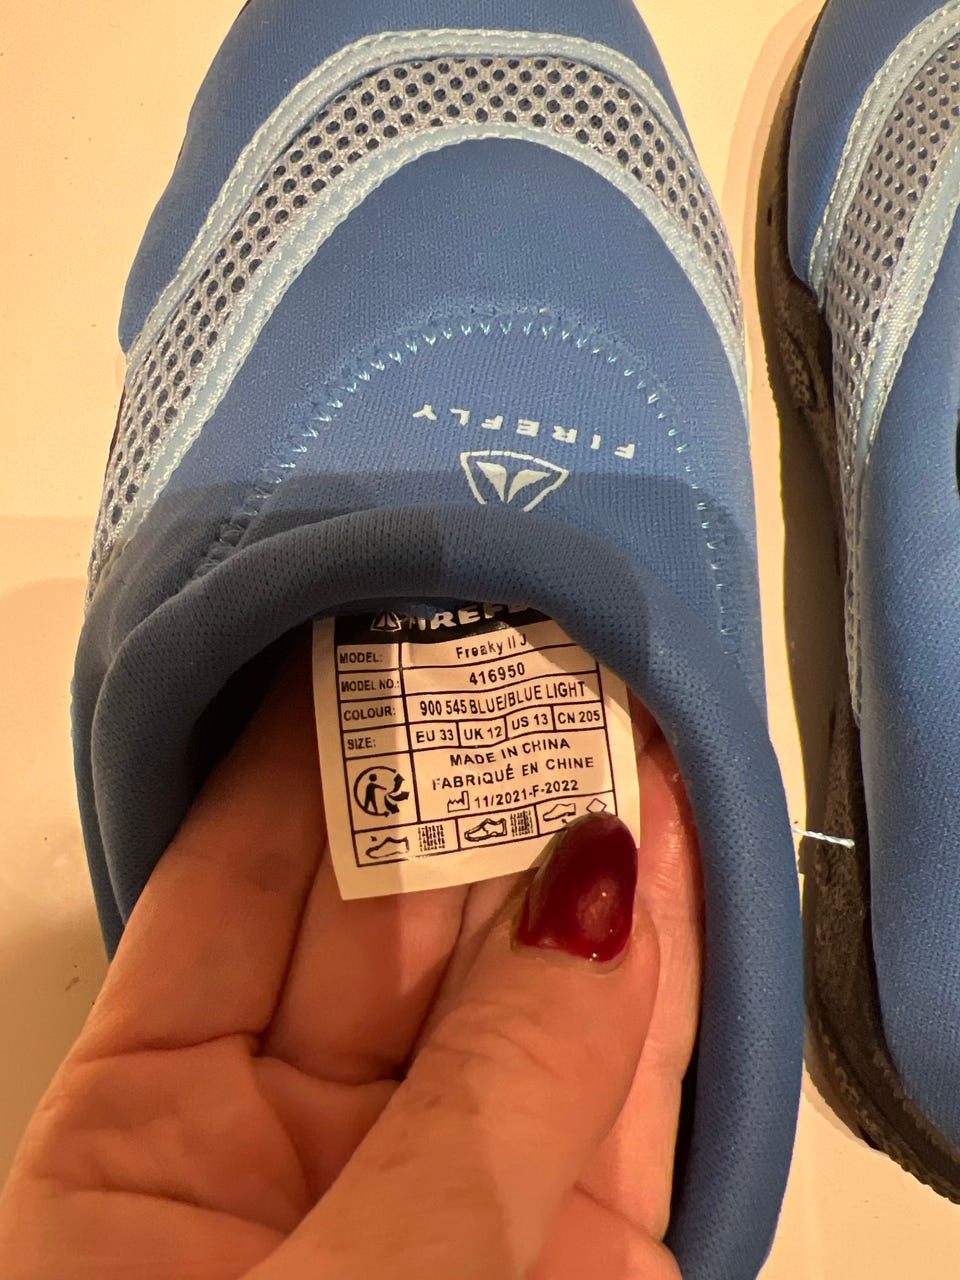 FIREFLY
MODEL: Freaky II J
MODEL NO.: 416950
COLOUR: 900 545 BLUE/BLUE LIGHT
SIZE: EU 33 UK 12 US 13 CN 205
MADE IN CHINA
FABRIQUÉ EN CHINE
11/2021-F-2022